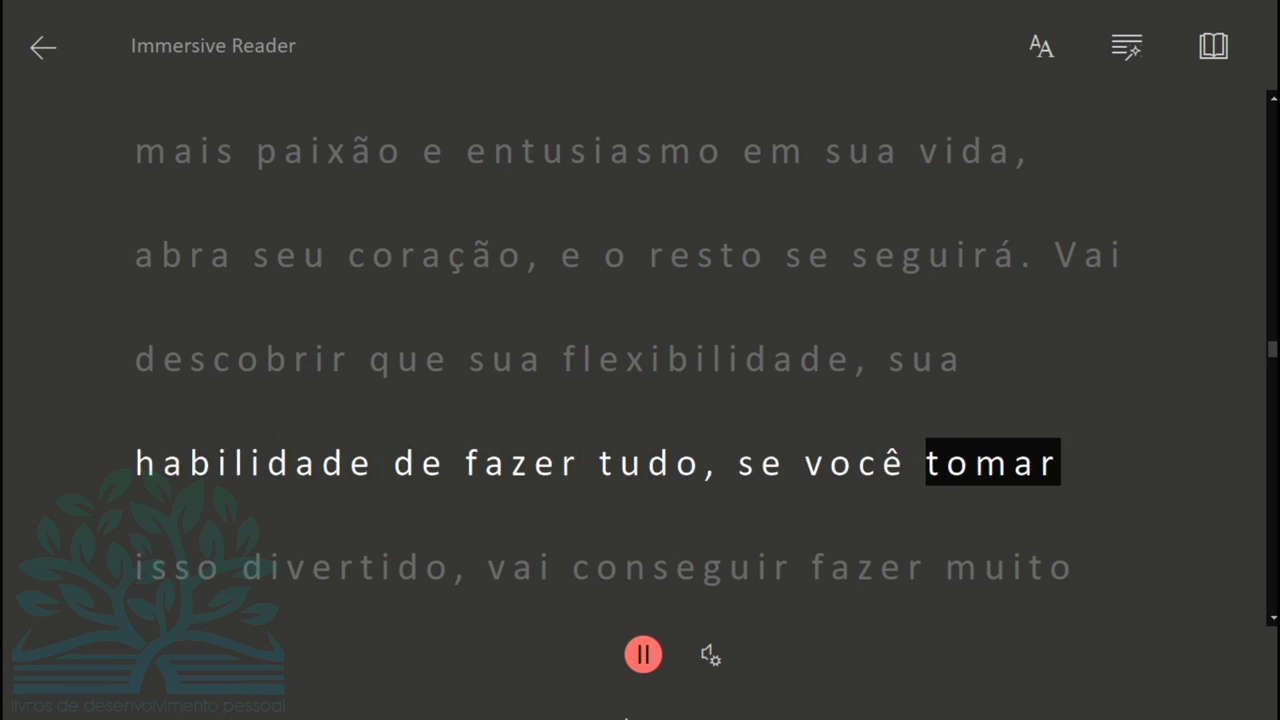 Immersive Reader
mais paixão e entusiasmo em sua vida,
abra seu coração, e o resto se seguirá. Vai
descobrir que sua flexibilidade, sua
habilidade de fazer tudo, se você tomar
isso divertido, vai conseguir fazer muito
livros de desenvolvimento pessoal